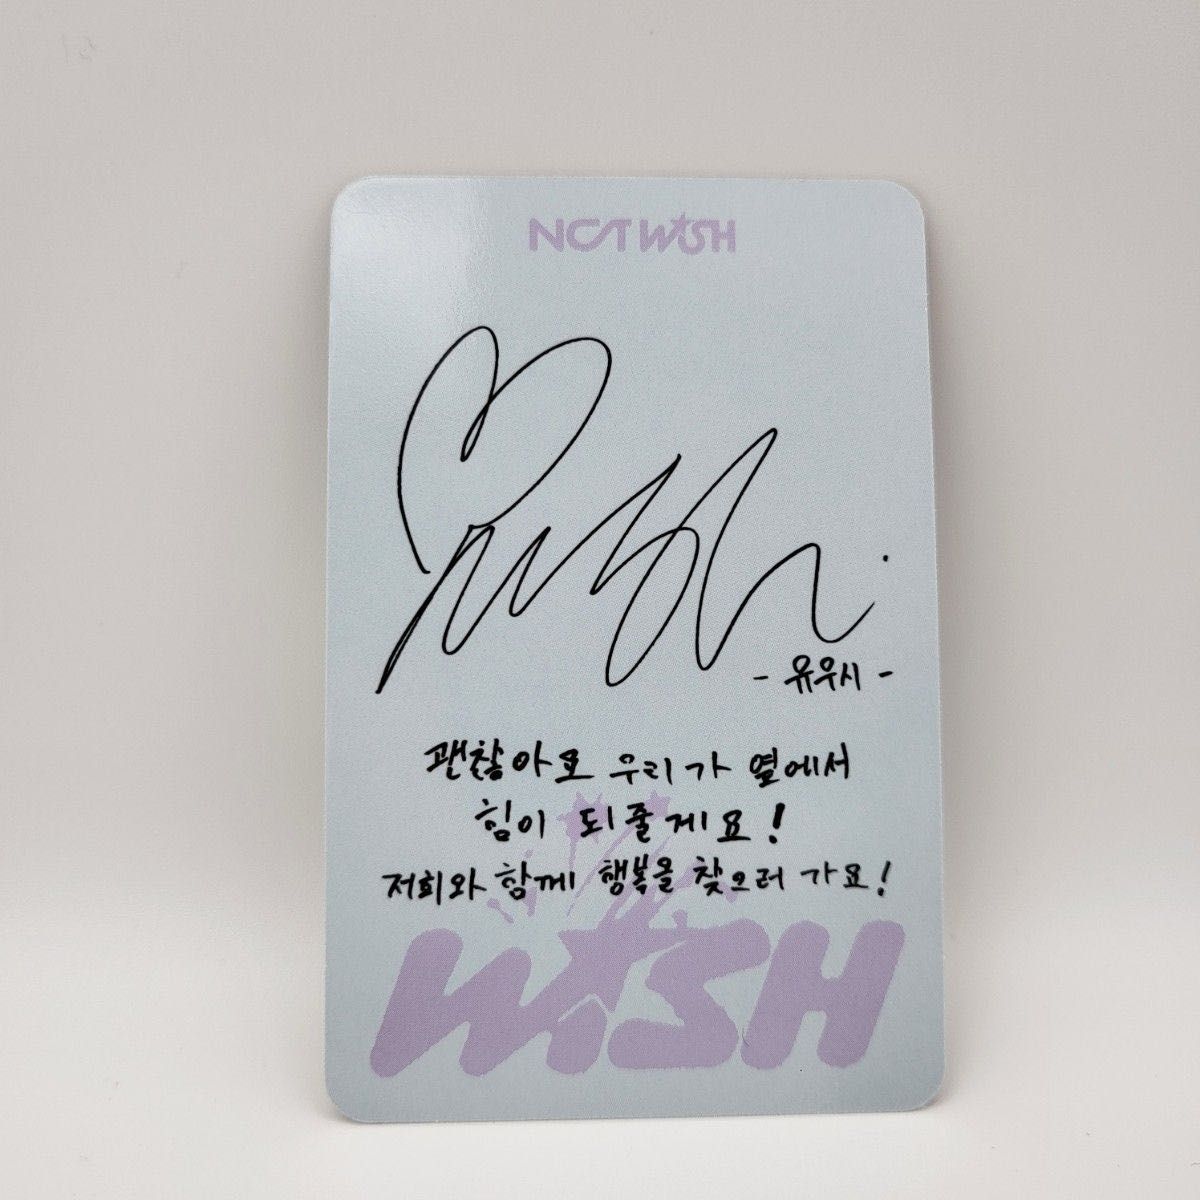 NCT WISH
Yushi
- 유우시 -
괜찮아요 우리가 옆에서
힘이 되줄게요!
저희와 함께 행복을 찾으러 가요!
WISH